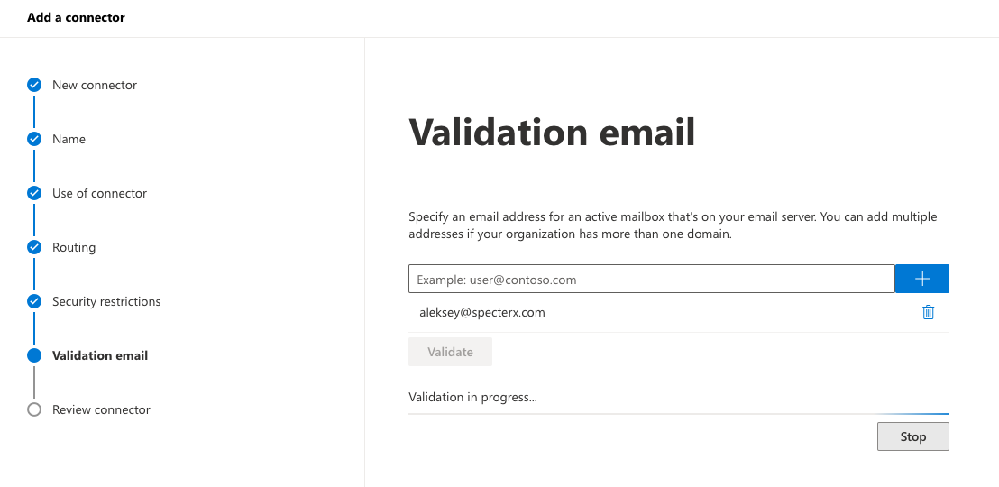 Add a connector
New connector
Name
Use of connector
Routing
Security restrictions
Validation email
Review connector
Validation email
Specify an email address for an active mailbox that's on your email server. You can add multiple
addresses if your organization has more than one domain.
Example: user@contoso.com
aleksey@specterx.com
Validate
Validation in progress...
Stop